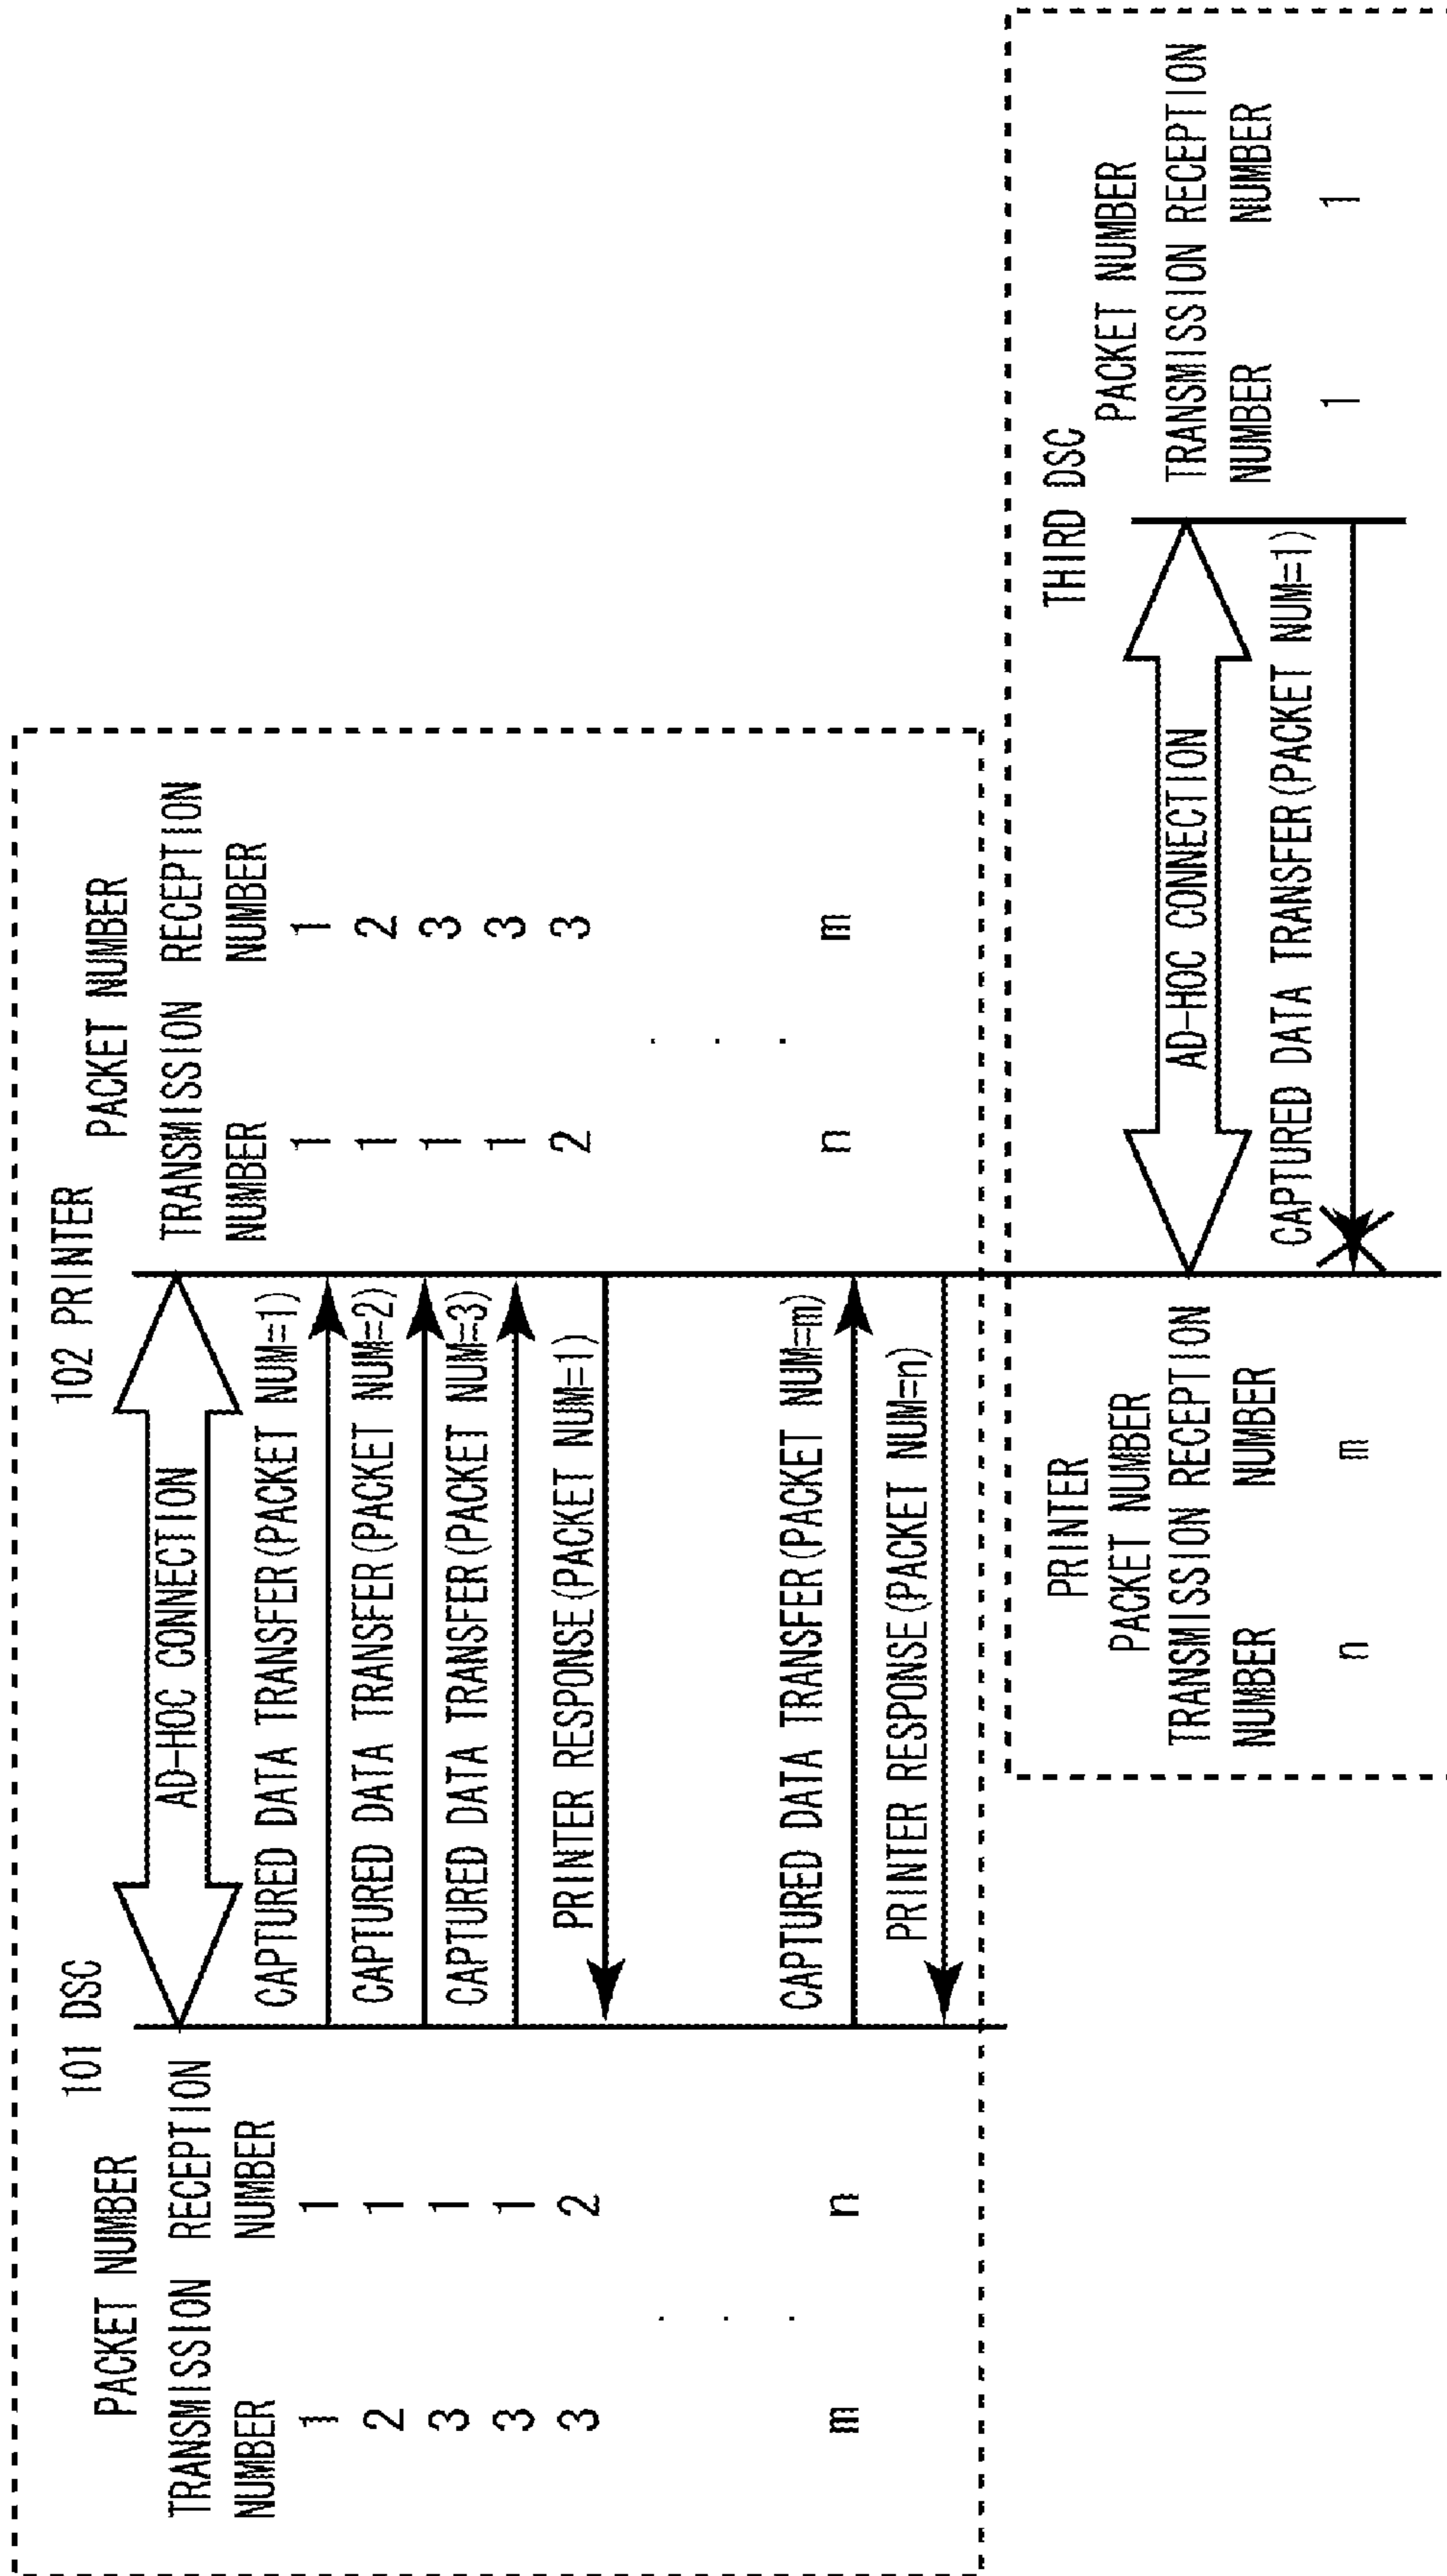 101 DSC
102 PRINTER
PACKET NUMBER
PACKET NUMBER
TRANSMISSION RECEPTION
NUMBER NUMBER
TRANSMISSION RECEPTION
NUMBER NUMBER
AD-HOC CONNECTION
1 1
CAPTURED DATA TRANSFER(PACKET NUM=1)
1 1
2 1
CAPTURED DATA TRANSFER(PACKET NUM=2)
1 2
3 1
CAPTURED DATA TRANSFER(PACKET NUM=3)
1 3
3 1
1 3
3 2
PRINTER RESPONSE(PACKET NUM=1)
2 3
. . .
. . .
m n
CAPTURED DATA TRANSFER(PACKET NUM=m)
n m
PRINTER RESPONSE(PACKET NUM=n)
PRINTER
THIRD DSC
PACKET NUMBER
PACKET NUMBER
TRANSMISSION RECEPTION
NUMBER NUMBER
TRANSMISSION RECEPTION
NUMBER NUMBER
AD-HOC CONNECTION
n m
CAPTURED DATA TRANSFER(PACKET NUM=1)
1 1